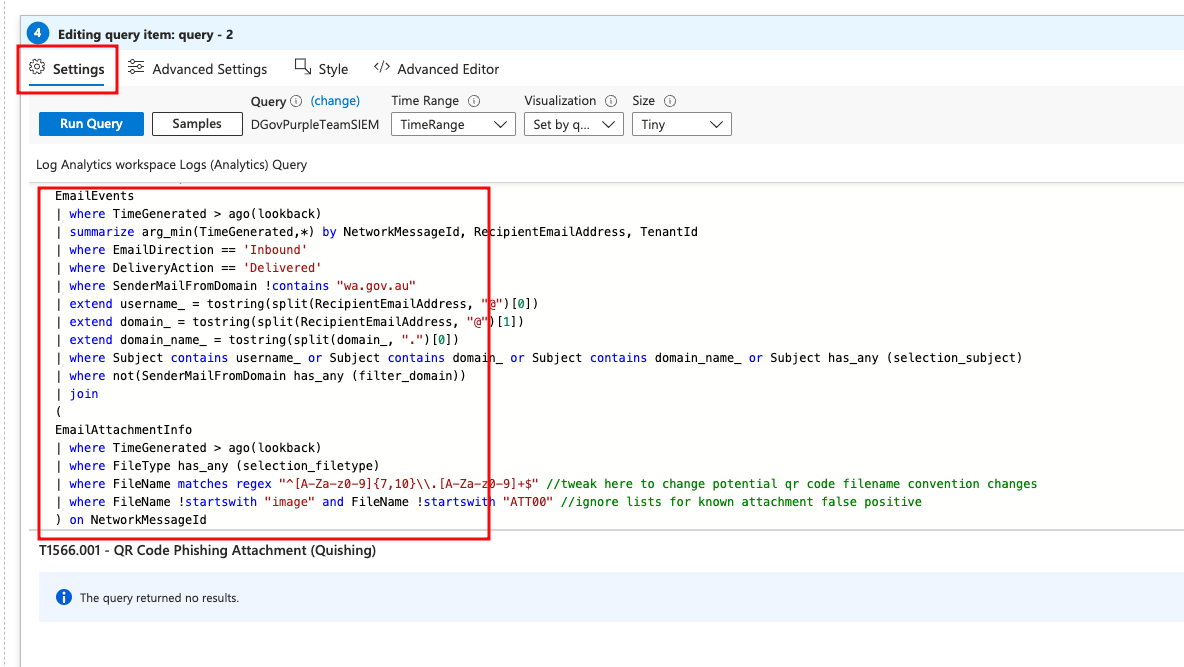 4 Editing query item: query - 2
Settings Advanced Settings Style </> Advanced Editor
Query (change) Time Range Visualization Size
Run Query Samples DGovPurpleTeamSIEM TimeRange Set by q... Tiny
Log Analytics workspace Logs (Analytics) Query
EmailEvents
| where TimeGenerated > ago(lookback)
| summarize arg_min(TimeGenerated,*) by NetworkMessageId, RecipientEmailAddress, TenantId
| where EmailDirection == 'Inbound'
| where DeliveryAction == 'Delivered'
| where SenderMailFromDomain !contains "wa.gov.au"
| extend username_ = tostring(split(RecipientEmailAddress, "@")[0])
| extend domain_ = tostring(split(RecipientEmailAddress, "@")[1])
| extend domain_name_ = tostring(split(domain_, ".")[0])
| where Subject contains username_ or Subject contains domain_ or Subject contains domain_name_ or Subject has_any (selection_subject)
| where not(SenderMailFromDomain has_any (filter_domain))
| join
(
EmailAttachmentInfo
| where TimeGenerated > ago(lookback)
| where FileType has_any (selection_filetype)
| where FileName matches regex "^[A-Za-z0-9]{7,10}\\.[A-Za-z0-9]+$" //tweak here to change potential qr code filename convention changes
| where FileName !startswith "image" and FileName !startswith "ATT00" //ignore lists for known attachment false positive
) on NetworkMessageId
T1566.001 - QR Code Phishing Attachment (Quishing)
The query returned no results.